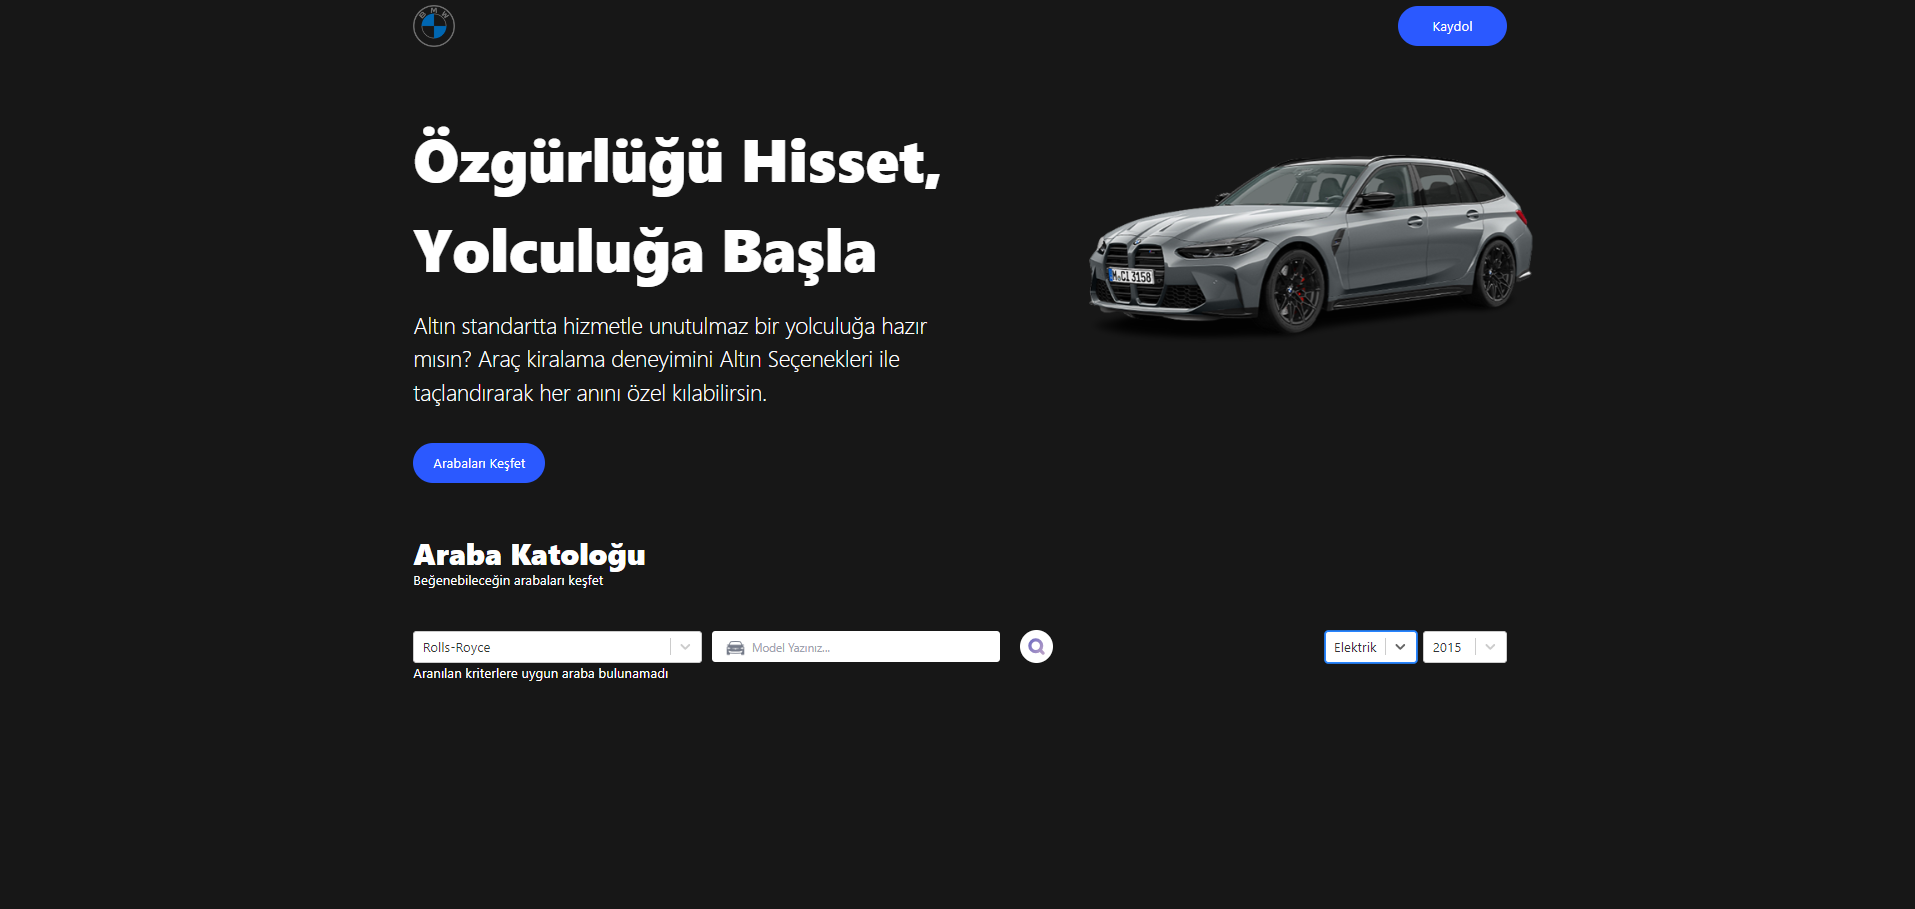 BMW
Kaydol
Özgürlüğü Hisset,
Yolculuğa Başla
M·CI 3158
Altın standartta hizmetle unutulmaz bir yolculuğa hazır
mısın? Araç kiralama deneyimini Altın Seçenekleri ile
taçlandırarak her anını özel kılabilirsin.
Arabaları Keşfet
Araba Katoloğu
Beğenebileceğin arabaları keşfet
Rolls-Royce
Model Yazınız...
Elektrik
2015
Aranılan kriterlere uygun araba bulunamadı